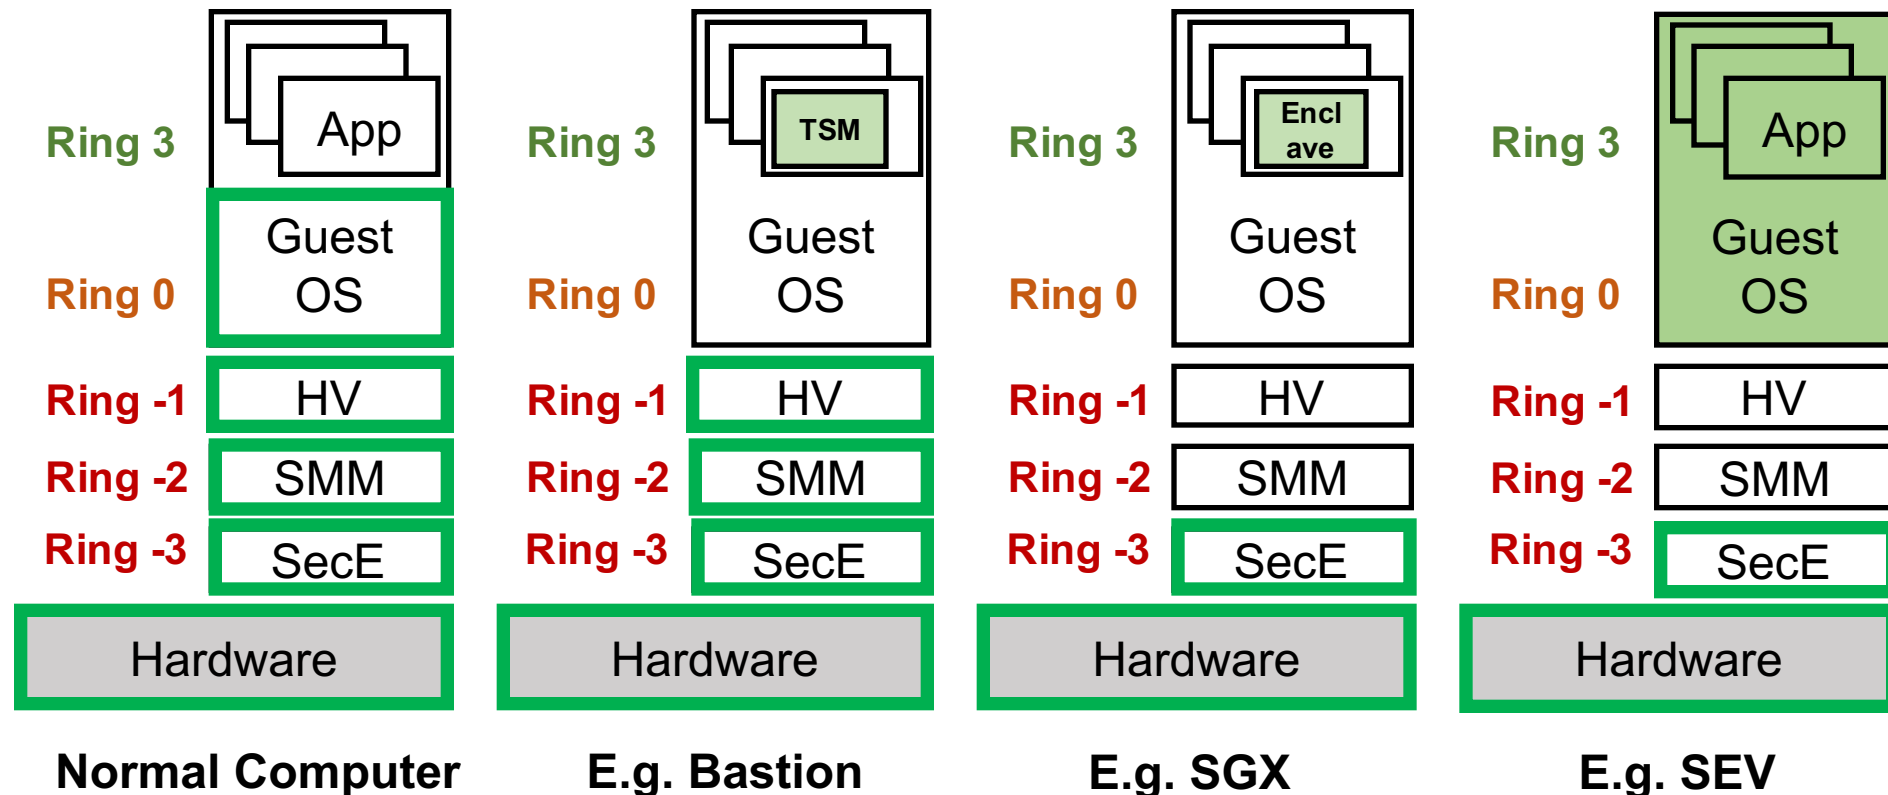 Ring 3
App
Guest
OS
Ring 0
Ring -1
HV
Ring -2
SMM
Ring -3
SecE
Hardware
Normal Computer
Ring 3
TSM
Guest
OS
Ring 0
Ring -1
HV
Ring -2
SMM
Ring -3
SecE
Hardware
E.g. Bastion
Ring 3
Encl
ave
Guest
OS
Ring 0
Ring -1
HV
Ring -2
SMM
Ring -3
SecE
Hardware
E.g. SGX
Ring 3
App
Guest
OS
Ring 0
Ring -1
HV
Ring -2
SMM
Ring -3
SecE
Hardware
E.g. SEV